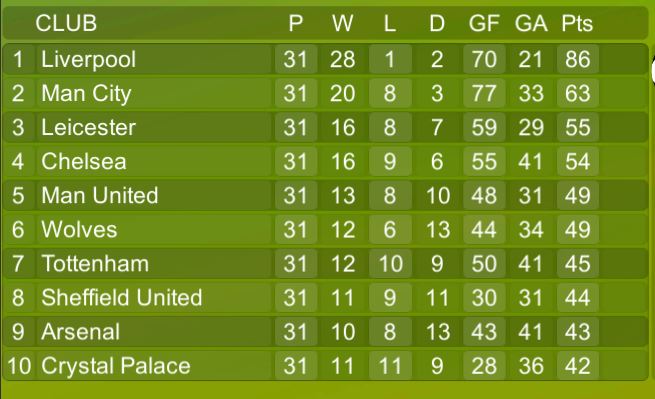 CLUB P W L D GF GA Pts
1 Liverpool 31 28 1 2 70 21 86
2 Man City 31 20 8 3 77 33 63
3 Leicester 31 16 8 7 59 29 55
4 Chelsea 31 16 9 6 55 41 54
5 Man United 31 13 8 10 48 31 49
6 Wolves 31 12 6 13 44 34 49
7 Tottenham 31 12 10 9 50 41 45
8 Sheffield United 31 11 9 11 30 31 44
9 Arsenal 31 10 8 13 43 41 43
10 Crystal Palace 31 11 11 9 28 36 42